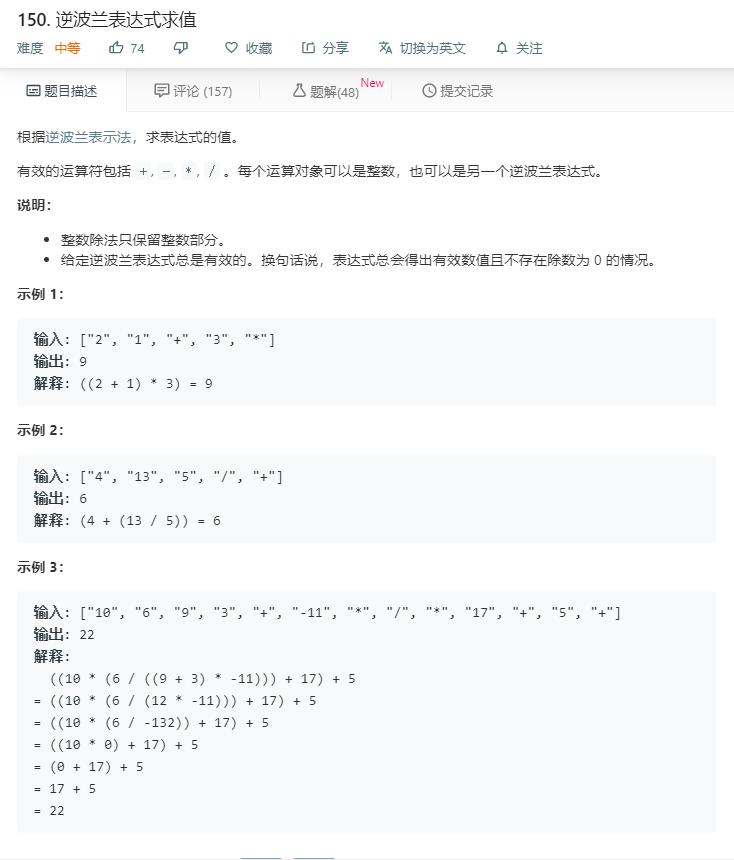 150. 逆波兰表达式求值
难度 中等 74 收藏 分享 切换为英文 关注
题目描述 评论 (157) 题解(48) New 提交记录
根据逆波兰表示法，求表达式的值。
有效的运算符包括 +, -, *, / 。每个运算对象可以是整数，也可以是另一个逆波兰表达式。
说明：
整数除法只保留整数部分。
给定逆波兰表达式总是有效的。换句话说，表达式总会得出有效数值且不存在除数为 0 的情况。
示例 1：
输入: ["2", "1", "+", "3", "*"]
输出: 9
解释: ((2 + 1) * 3) = 9
示例 2：
输入: ["4", "13", "5", "/", "+"]
输出: 6
解释: (4 + (13 / 5)) = 6
示例 3：
输入: ["10", "6", "9", "3", "+", "-11", "*", "/", "*", "17", "+", "5", "+"]
输出: 22
解释:
((10 * (6 / ((9 + 3) * -11))) + 17) + 5
= ((10 * (6 / (12 * -11))) + 17) + 5
= ((10 * (6 / -132)) + 17) + 5
= ((10 * 0) + 17) + 5
= (0 + 17) + 5
= 17 + 5
= 22